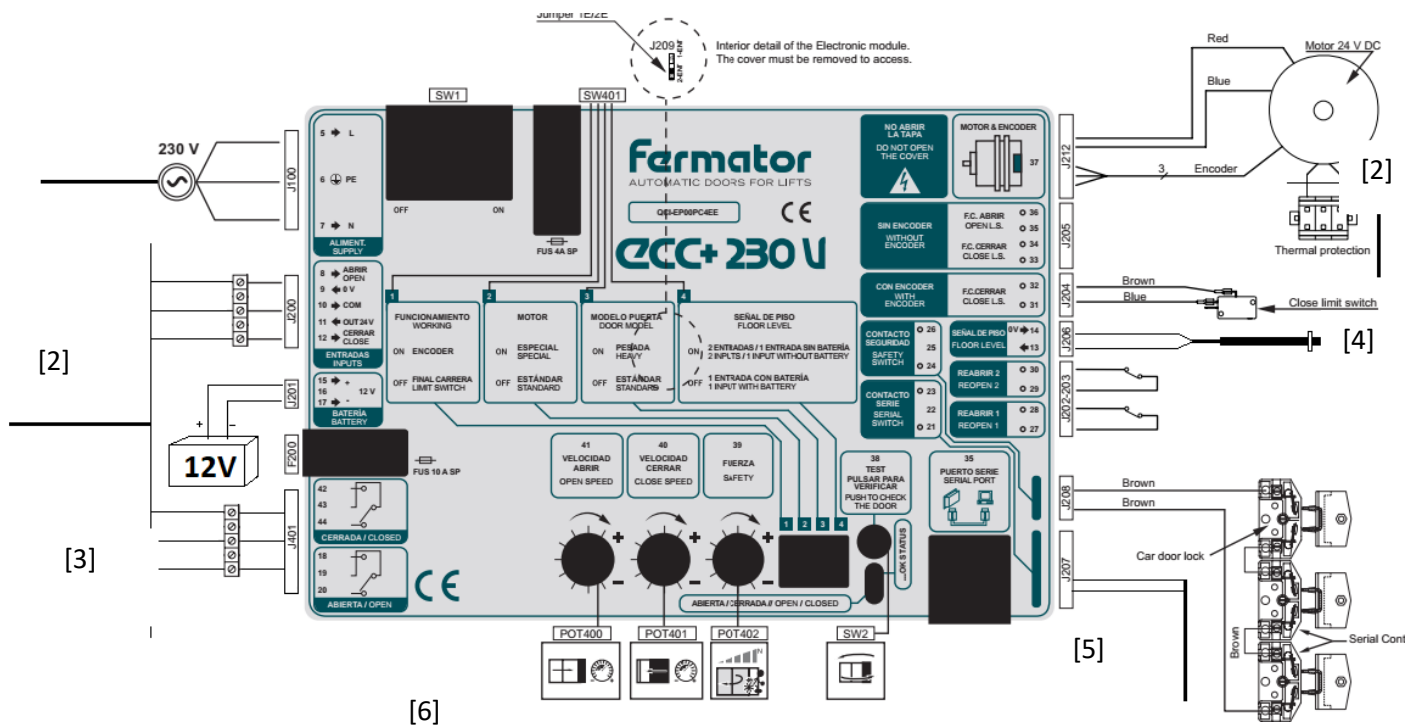 Jumper 1E/2E
J209
1-ENT
2-ENT
Interior detail of the Electronic module.
The cover must be removed to access.
Red
Motor 24 V DC
Blue
3
Encoder
[2]
Thermal protection
SW1
SW401
230 V
J100
5 L
6 PE
7 N
ALIMENT.
SUPPLY
OFF
ON
FUS 4A SP
Fermator
AUTOMATIC DOORS FOR LIFTS
QCI-EP00PC4EE
CE
ECC+ 230 V
NO ABRIR
LA TAPA
DO NOT OPEN
THE COVER
MOTOR & ENCODER
37
J212
SIN ENCODER
WITHOUT
ENCODER
F.C. ABRIR
OPEN L.S.
F.C. CERRAR
CLOSE L.S.
36
35
34
33
J205
CON ENCODER
WITH
ENCODER
F.C.CERRAR
CLOSE L.S.
32
31
J204
Brown
Blue
Close limit switch
[2]
J200
8 ABRIR
OPEN
9 0 V
10 COM
11 OUT 24 V
12 CERRAR
CLOSE
ENTRADAS
INPUTS
1
FUNCIONAMIENTO
WORKING
ON ENCODER
OFF FINAL CARRERA
LIMIT SWITCH
2
MOTOR
ON ESPECIAL
SPECIAL
OFF ESTÁNDAR
STANDARD
3
MODELO PUERTA
DOOR MODEL
ON PESADA
HEAVY
OFF ESTÁNDAR
STANDARD
4
SEÑAL DE PISO
FLOOR LEVEL
ON 2 ENTRADAS / 1 ENTRADA SIN BATERÍA
2 INPUTS / 1 INPUT WITHOUT BATTERY
OFF 1 ENTRADA CON BATERÍA
1 INPUT WITH BATTERY
CONTACTO
SEGURIDAD
SAFETY
SWITCH
26
25
24
SEÑAL DE PISO
FLOOR LEVEL
0V 14
13
J206
[4]
CONTACTO
SERIE
SERIAL
SWITCH
23
22
21
REABRIR 2
REOPEN 2
30
29
REABRIR 1
REOPEN 1
28
27
J202-203
J201
15 +
16 12 V
17 -
BATERÍA
BATTERY
+ -
12V
F200
FUS 10 A SP
[3]
J401
42
43
44
CERRADA / CLOSED
18
19
20
ABIERTA / OPEN
CE
41
VELOCIDAD
ABRIR
OPEN SPEED
40
VELOCIDAD
CERRAR
CLOSE SPEED
39
FUERZA
SAFETY
38
TEST
PULSAR PARA
VERIFICAR
PUSH TO CHECK
THE DOOR
35
PUERTO SERIE
SERIAL PORT
1 2 3 4
+ + +
- - -
...OK STATUS
ABIERTA / CERRADA // OPEN / CLOSED
J208
Brown
Brown
Car door lock
J207
[5]
Brown
Serial Cont
POT400
POT401
POT402
N
SW2
[6]